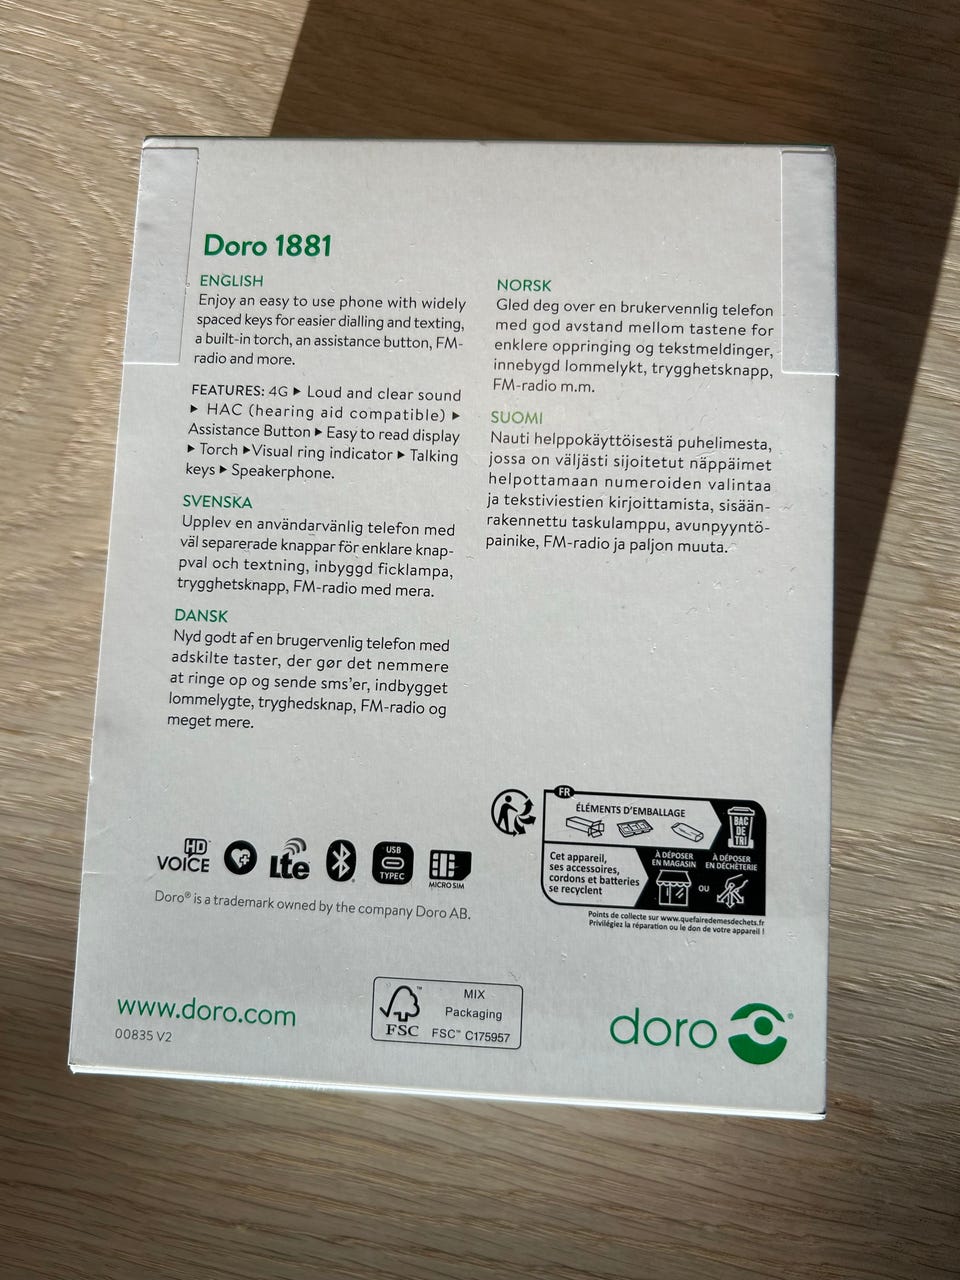 Doro 1881
ENGLISH
Enjoy an easy to use phone with widely
spaced keys for easier dialling and texting,
a built-in torch, an assistance button, FM-
radio and more.
FEATURES: 4G ▸ Loud and clear sound
▸ HAC (hearing aid compatible) ▸
Assistance Button ▸ Easy to read display
▸ Torch ▸Visual ring indicator ▸ Talking
keys ▸ Speakerphone.
SVENSKA
Upplev en användarvänlig telefon med
väl separerade knappar för enklare knap-
pval och textning, inbyggd ficklampa,
trygghetsknapp, FM-radio med mera.
DANSK
Nyd godt af en brugervenlig telefon med
adskilte taster, der gør det nemmere
at ringe op og sende sms'er, indbygget
lommelygte, tryghedsknap, FM-radio og
meget mere.
NORSK
Gled deg over en brukervennlig telefon
med god avstand mellom tastene for
enklere oppringing og tekstmeldinger,
innebygd lommelykt, trygghetsknapp,
FM-radio m.m.
SUOMI
Nauti helppokäyttöisestä puhelimesta,
jossa on väljästi sijoitetut näppäimet
helpottamaan numeroiden valintaa
ja tekstiviestien kirjoittamista, sisään-
rakennettu taskulamppu, avunpyyntö-
painike, FM-radio ja paljon muuta.
HD
VOICE
Lte
USB
TYPEC
MICRO SIM
Doro® is a trademark owned by the company Doro AB.
FR
ÉLÉMENTS D'EMBALLAGE
BAC
DE
TRI
Cet appareil,
ses accessoires,
cordons et batteries
se recyclent
À DÉPOSER
EN MAGASIN
OU
À DÉPOSER
EN DÉCHÈTERIE
Points de collecte sur www.quefairedemesdechets.fr
Privilégiez la réparation ou le don de votre appareil !
www.doro.com
00835 V2
FSC™
MIX
Packaging
FSC™ C175957
doro®